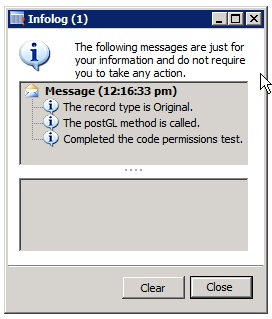 Infolog (1)
The following messages are just for
your information and do not require
you to take any action.
Message (12:16:33 pm)
The record type is Original.
The postGL method is called.
Completed the code permissions test.
Clear
Close